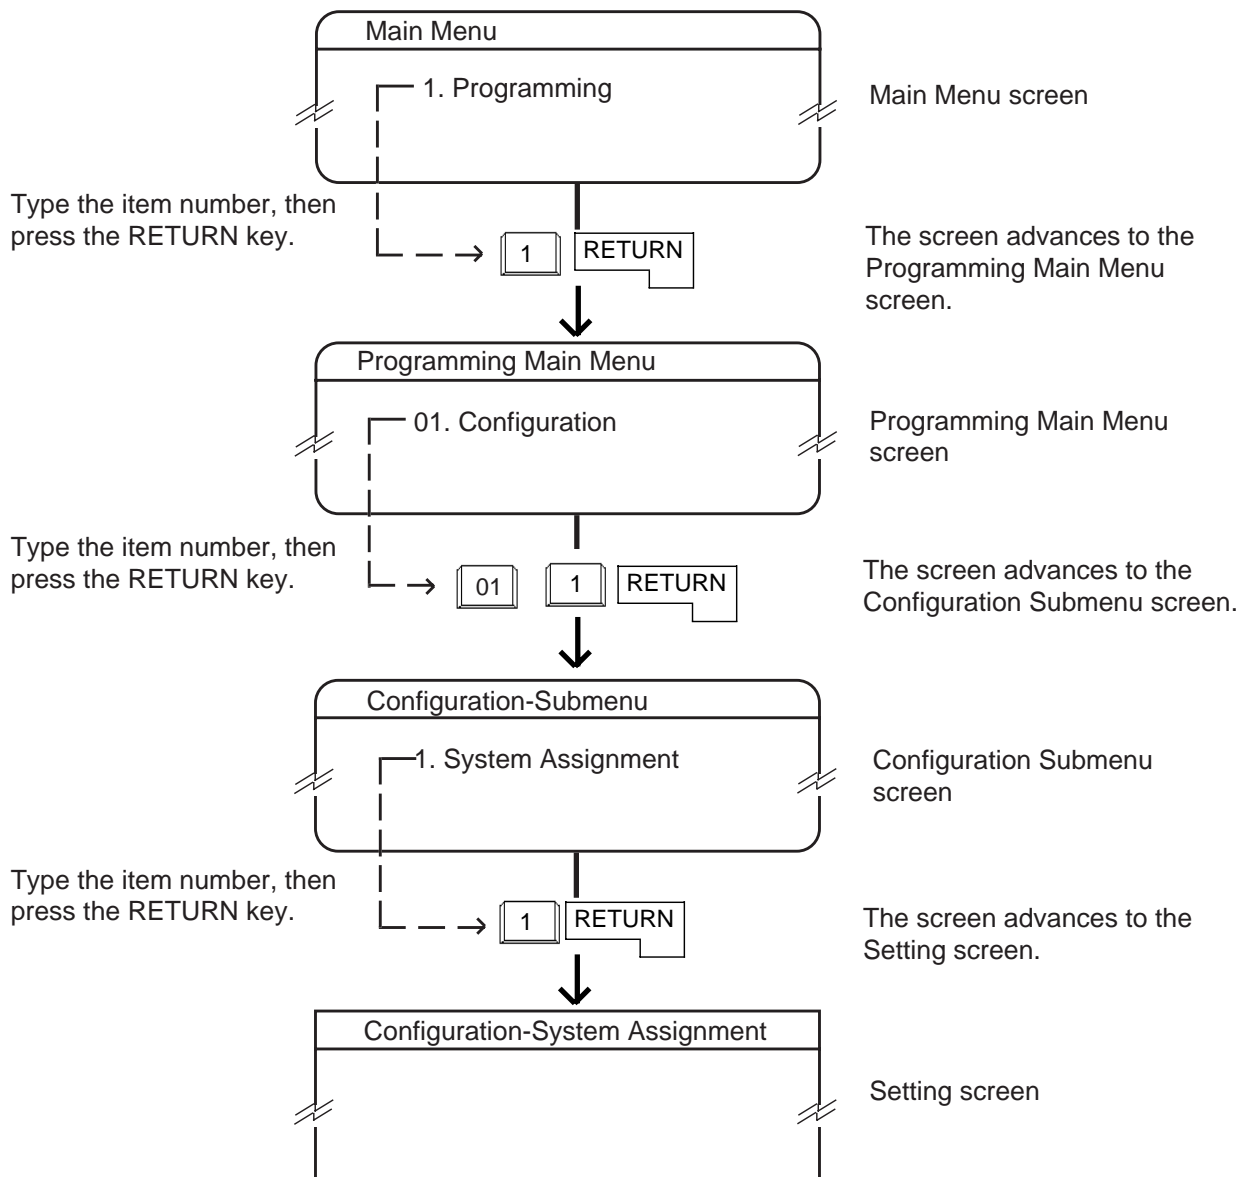 Main Menu
1. Programming
Main Menu screen
Type the item number, then
press the RETURN key.
1
RETURN
The screen advances to the
Programming Main Menu
screen.
Programming Main Menu
01. Configuration
Programming Main Menu
screen
Type the item number, then
press the RETURN key.
01
1
RETURN
The screen advances to the
Configuration Submenu screen.
Configuration-Submenu
1. System Assignment
Configuration Submenu
screen
Type the item number, then
press the RETURN key.
1
RETURN
The screen advances to the
Setting screen.
Configuration-System Assignment
Setting screen